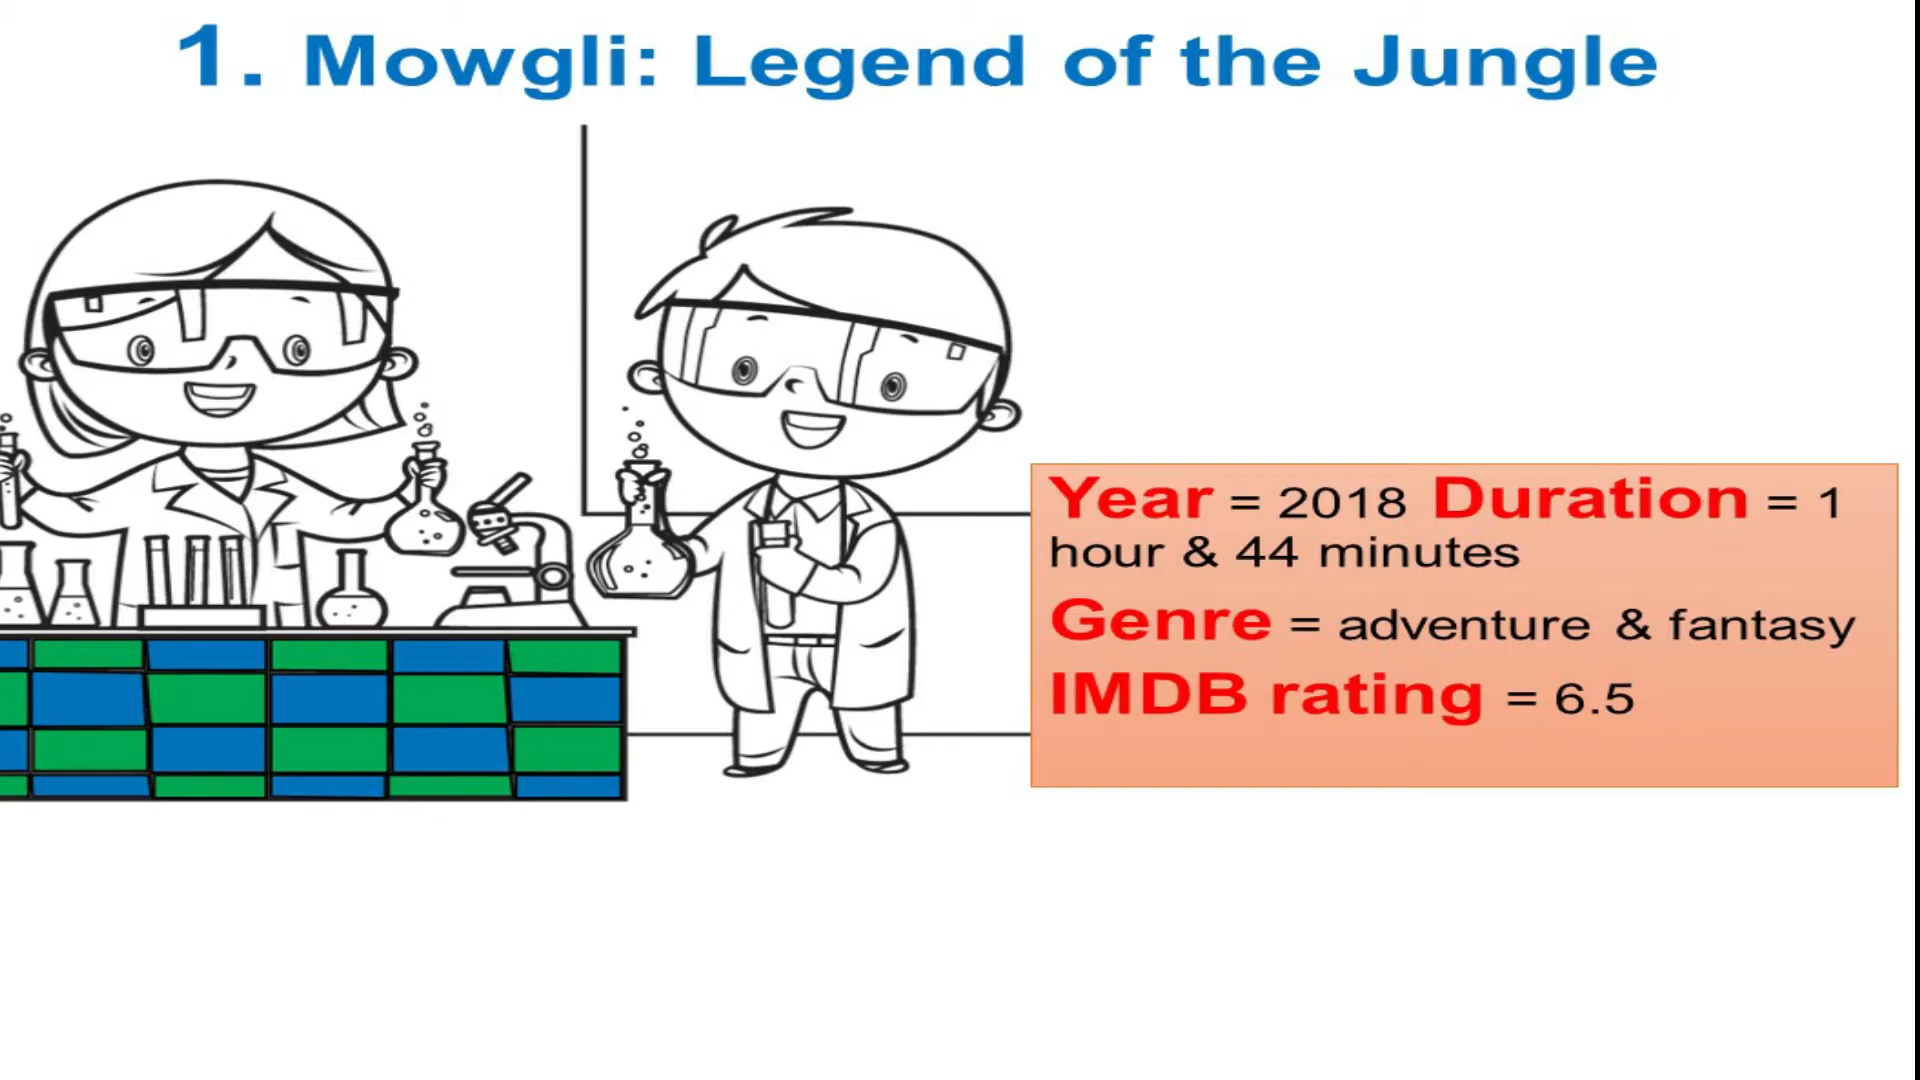 1. Mowgli: Legend of the Jungle
Year = 2018 Duration = 1
hour & 44 minutes
Genre = adventure & fantasy
IMDB rating = 6.5